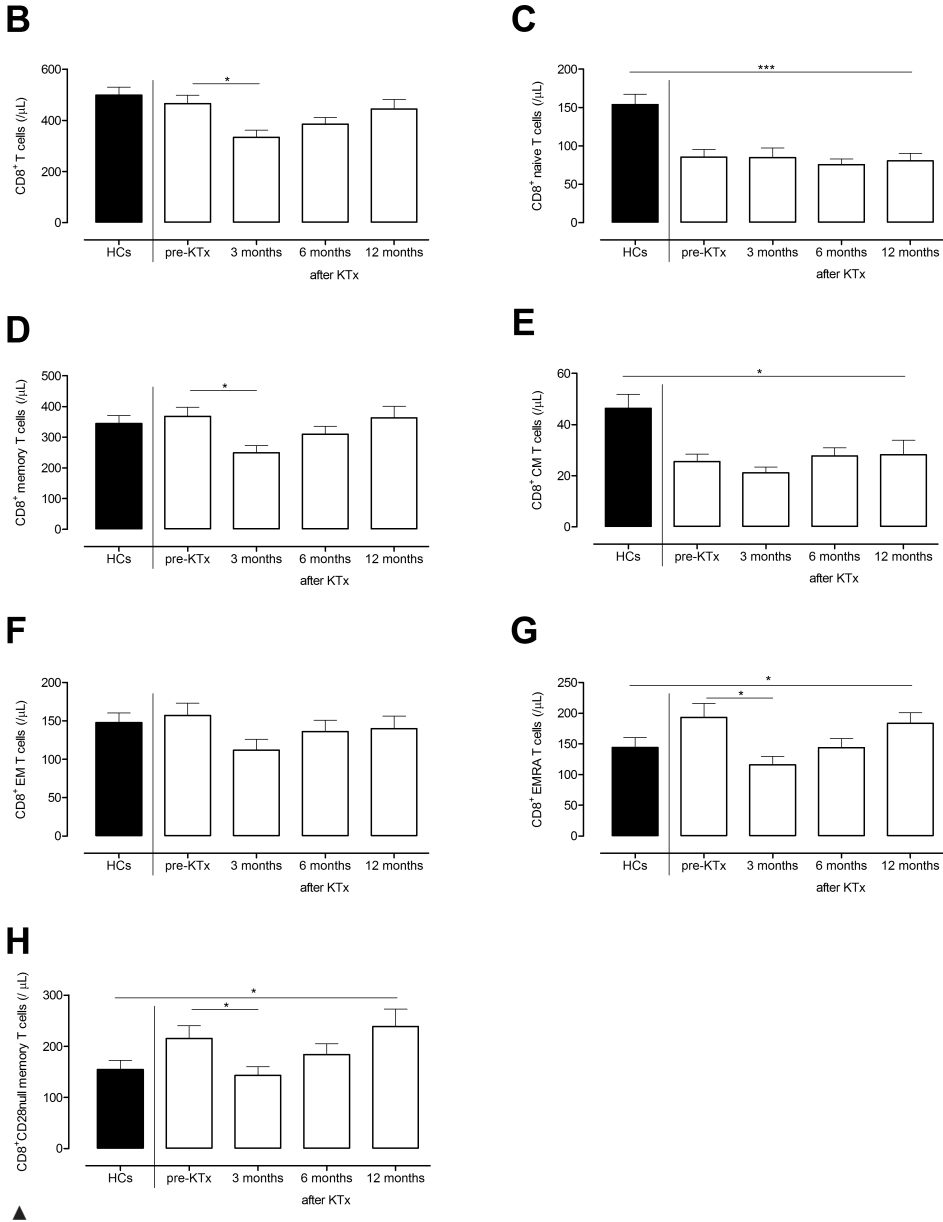 B
CD8+ T cells (/μL)
600
400
200
0
*
HCs pre-KTx 3 months 6 months 12 months
after KTx
C
CD8+ naive T cells (/μL)
200
150
100
50
0
***
HCs pre-KTx 3 months 6 months 12 months
after KTx
D
CD8+ memory T cells (/μL)
500
400
300
200
100
0
*
HCs pre-KTx 3 months 6 months 12 months
after KTx
E
CD8+ CM T cells (/μL)
60
40
20
0
*
HCs pre-KTx 3 months 6 months 12 months
after KTx
F
CD8+ EM T cells (/μL)
200
150
100
50
0
HCs pre-KTx 3 months 6 months 12 months
after KTx
G
CD8+ EMRA T cells (/μL)
250
200
150
100
50
0
*
*
HCs pre-KTx 3 months 6 months 12 months
after KTx
H
CD8+CD28null memory T cells (/ μL)
300
200
100
0
*
*
HCs pre-KTx 3 months 6 months 12 months
after KTx